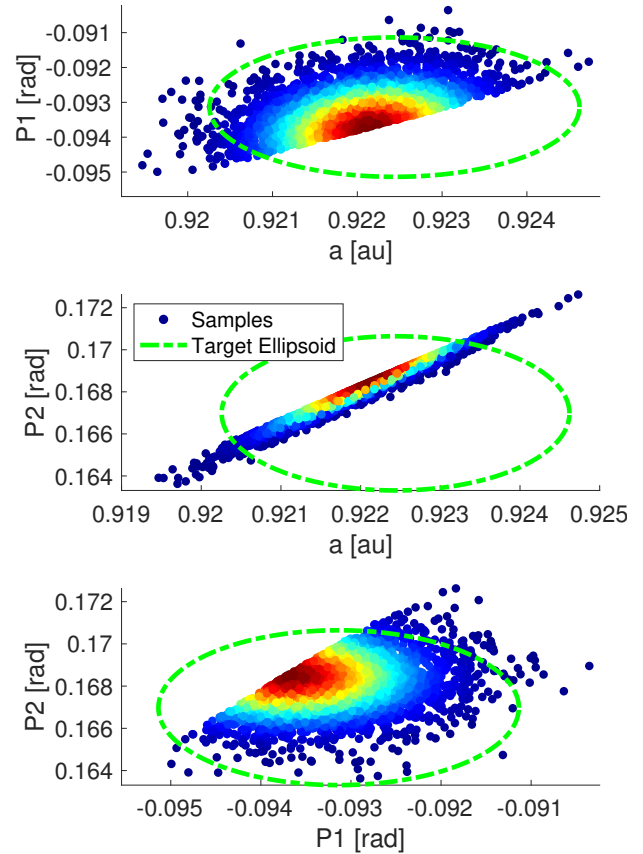 -0.091
-0.092
-0.093
-0.094
-0.095
P1 [rad]
0.92 0.921 0.922 0.923 0.924
a [au]
0.172
0.17
0.168
0.166
0.164
P2 [rad]
Samples
Target Ellipsoid
0.919 0.92 0.921 0.922 0.923 0.924 0.925
a [au]
0.172
0.17
0.168
0.166
0.164
P2 [rad]
-0.095 -0.094 -0.093 -0.092 -0.091
P1 [rad]